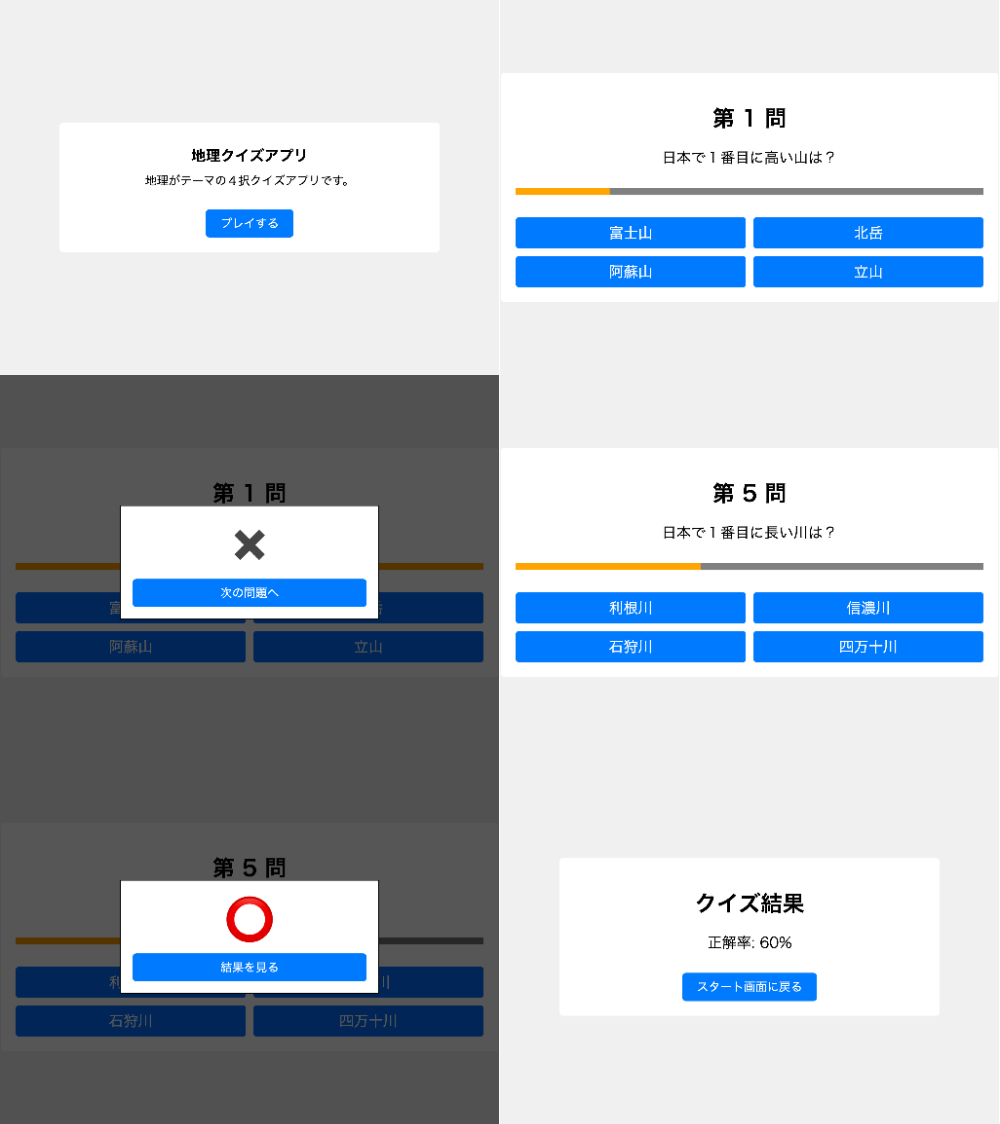 地理クイズアプリ
地理がテーマの４択クイズアプリです。
プレイする
第 1 問
日本で１番目に高い山は？
富士山
北岳
阿蘇山
立山
第 1 問
次の問題へ
富
岳
阿蘇山
立山
第 5 問
日本で１番目に長い川は？
利根川
信濃川
石狩川
四万十川
第 5 問
結果を見る
利
川
石狩川
四万十川
クイズ結果
正解率: 60%
スタート画面に戻る